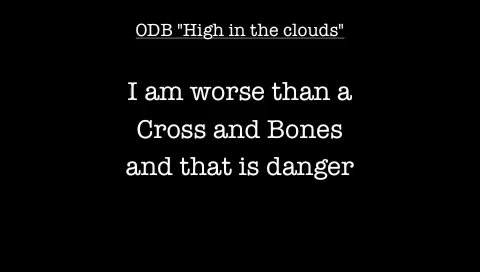 ODB "High in the clouds"
I am worse than a
Cross and Bones
and that is danger